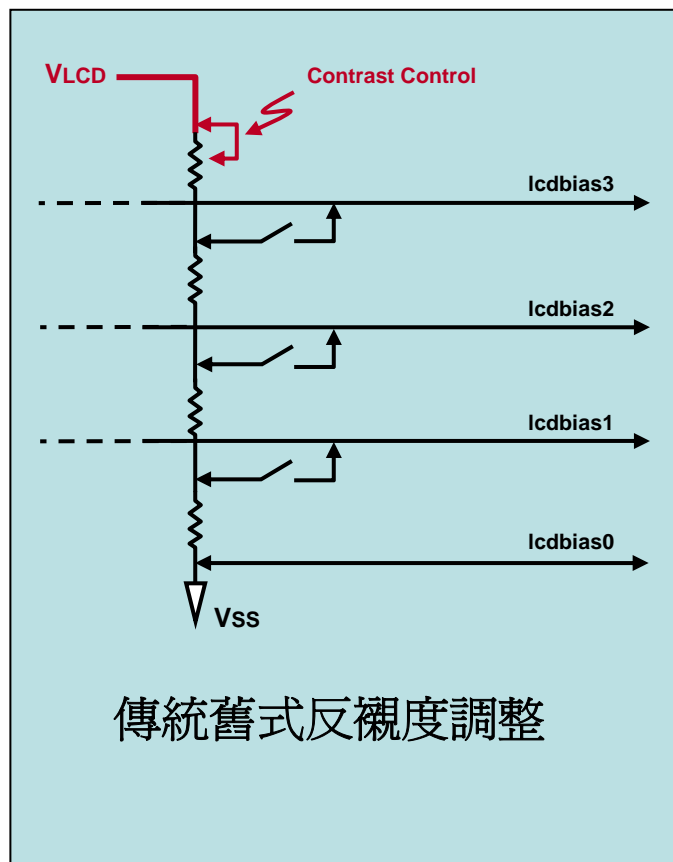 VLCD
Contrast Control
lcdbias3
lcdbias2
lcdbias1
lcdbias0
VSS
傳統舊式反襯度調整